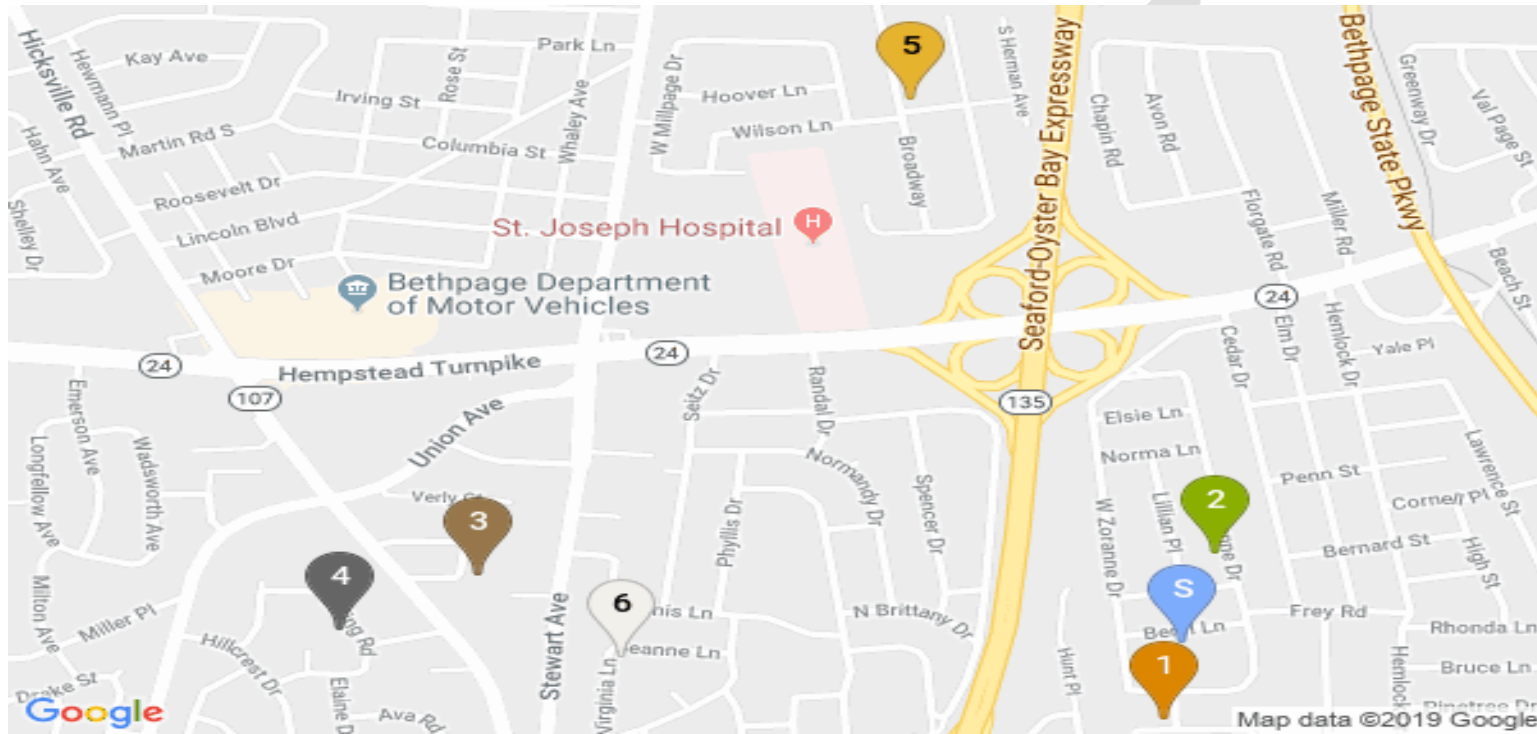 Hicksville Rd
Kay Ave
Hewmann Pl
Park Ln
Rose St
Irving St
Martin Rd S
Columbia St
Whaley Ave
Hahn Ave
Shelley Dr
Roosevelt Dr
Lincoln Blvd
Moore Dr
W Millpage Dr
Hoover Ln
Wilson Ln
5
Broadway
S Herman Ave
Seaford-Oyster Bay Expressway
Chapin Rd
Avon Rd
Bethpage State Pkwy
Greenway Dr
Val Page St
Florgate Rd
Miller Rd
Beach St
St. Joseph Hospital
H
Bethpage Department
of Motor Vehicles
24
Hempstead Turnpike
24
24
107
135
Union Ave
Seitz Dr
Randal Dr
Cedar Dr
Elm Dr
Hemlock Dr
Yale Pl
Emerson Ave
Longfellow Ave
Wadsworth Ave
Elsie Ln
Norma Ln
Lillian Pl
W Zoranne Dr
Penn St
Lawrence St
Cornell Pl
Bernard St
High St
Verly
3
4
Phyllis Dr
Normandy Dr
Spencer Dr
2
Milton Ave
Miller Pl
Hillcrest Dr
Drake St
Elaine D
Ava Rd
Stewart Ave
6
Virginia Ln
N Brittany Dr
Hunt Pl
S
1
Frey Rd
Rhonda Ln
Bruce Ln
Hemlock
Pinetree Dr
Google
Map data ©2019 Google